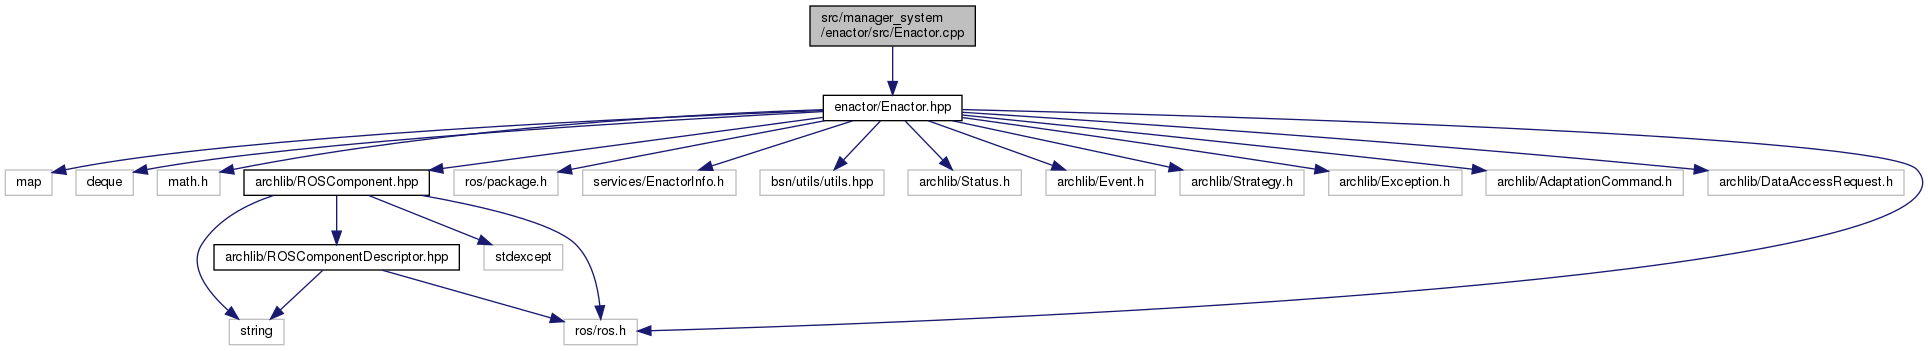 src/manager_system
/enactor/src/Enactor.cpp
enactor/Enactor.hpp
map
deque
math.h
archlib/ROSComponent.hpp
ros/package.h
services/EnactorInfo.h
bsn/utils/utils.hpp
archlib/Status.h
archlib/Event.h
archlib/Strategy.h
archlib/Exception.h
archlib/AdaptationCommand.h
archlib/DataAccessRequest.h
archlib/ROSComponentDescriptor.hpp
stdexcept
string
ros/ros.h